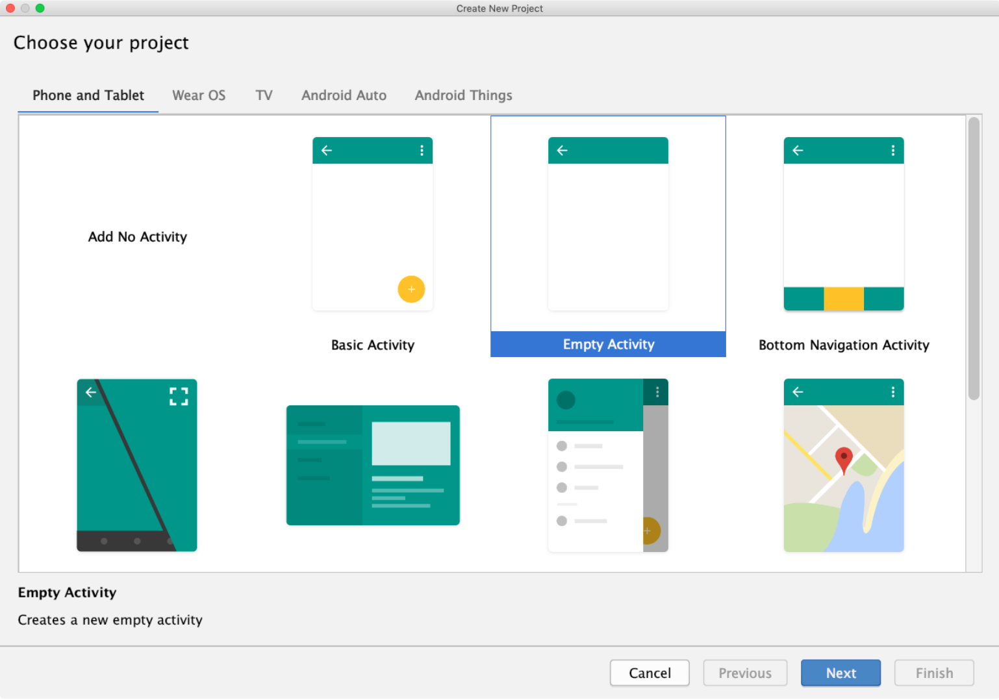 Create New Project
Choose your project
Phone and Tablet Wear OS TV Android Auto Android Things
Add No Activity
Basic Activity
Empty Activity
Bottom Navigation Activity
Empty Activity
Creates a new empty activity
Cancel Previous Next Finish